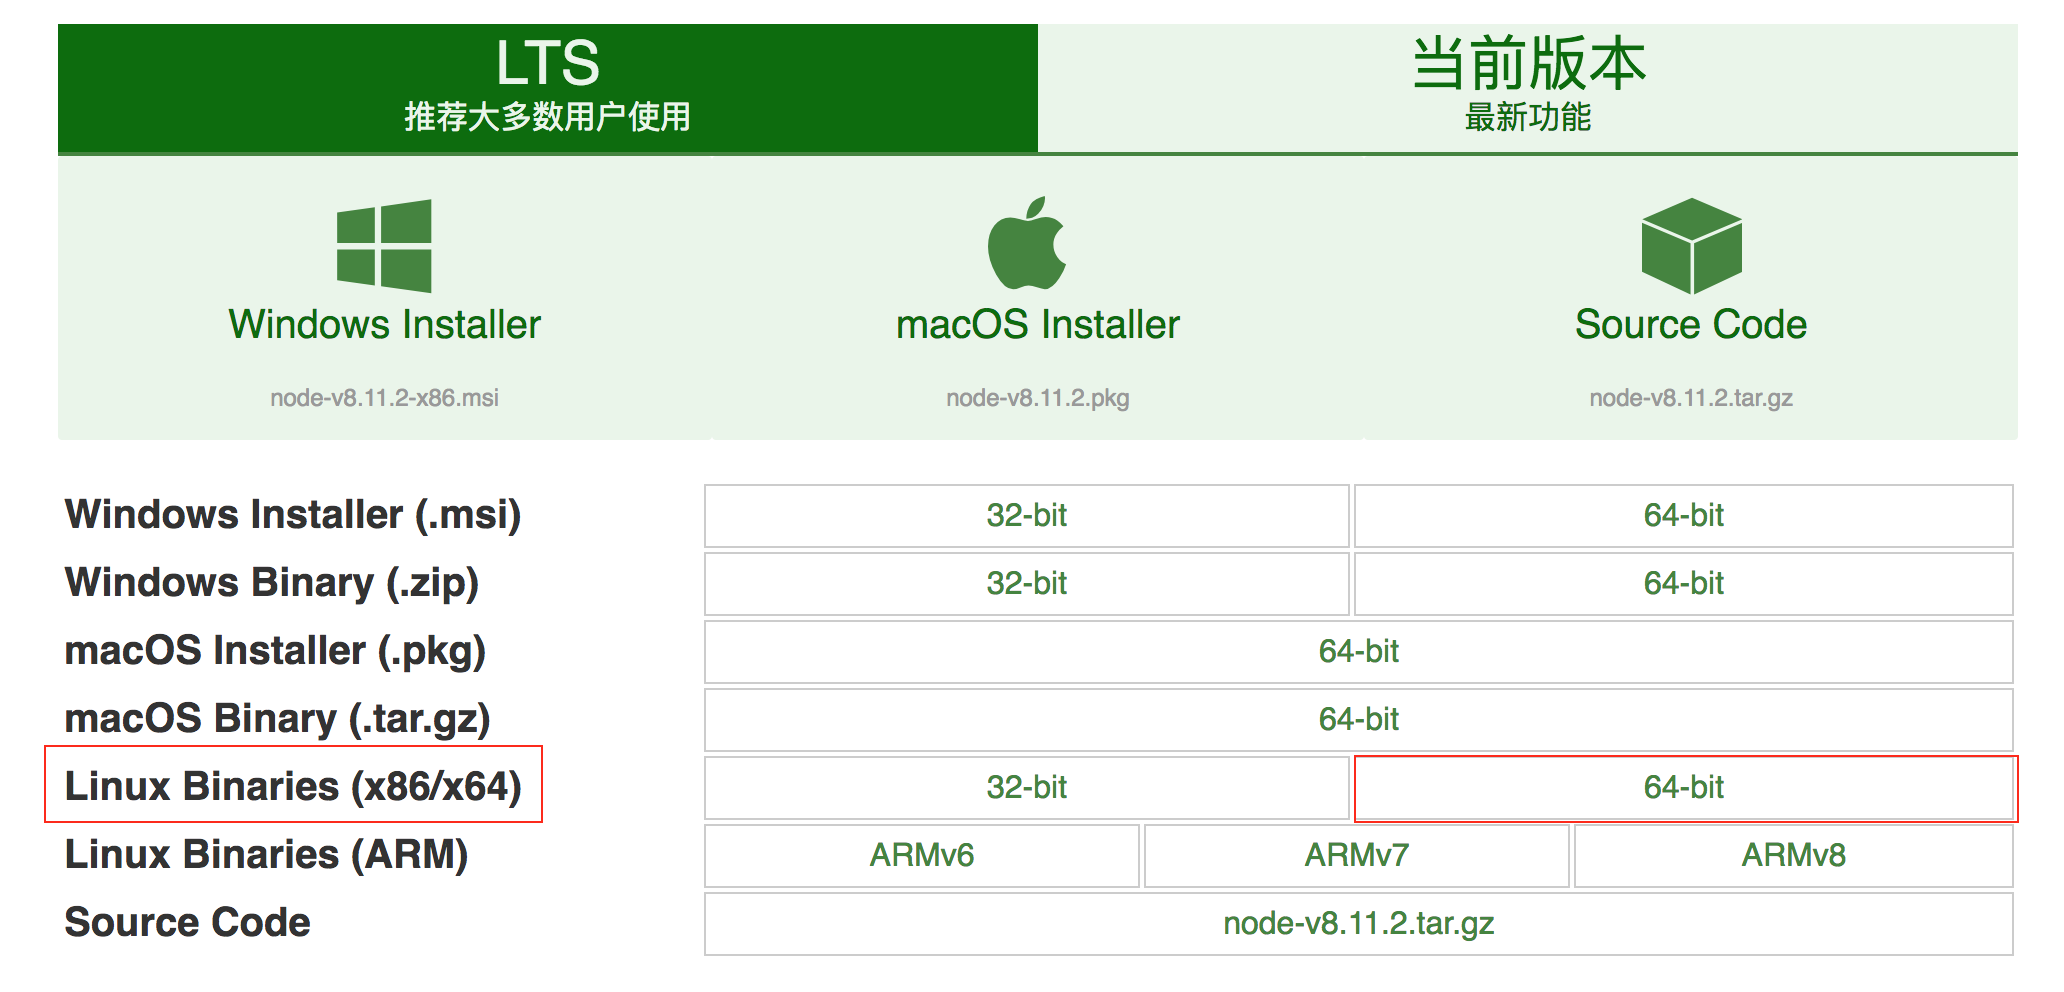 LTS
推荐大多数用户使用
当前版本
最新功能
Windows Installer
node-v8.11.2-x86.msi
macOS Installer
node-v8.11.2.pkg
Source Code
node-v8.11.2.tar.gz
Windows Installer (.msi) 32-bit 64-bit
Windows Binary (.zip) 32-bit 64-bit
macOS Installer (.pkg) 64-bit
macOS Binary (.tar.gz) 64-bit
Linux Binaries (x86/x64) 32-bit 64-bit
Linux Binaries (ARM) ARMv6 ARMv7 ARMv8
Source Code node-v8.11.2.tar.gz